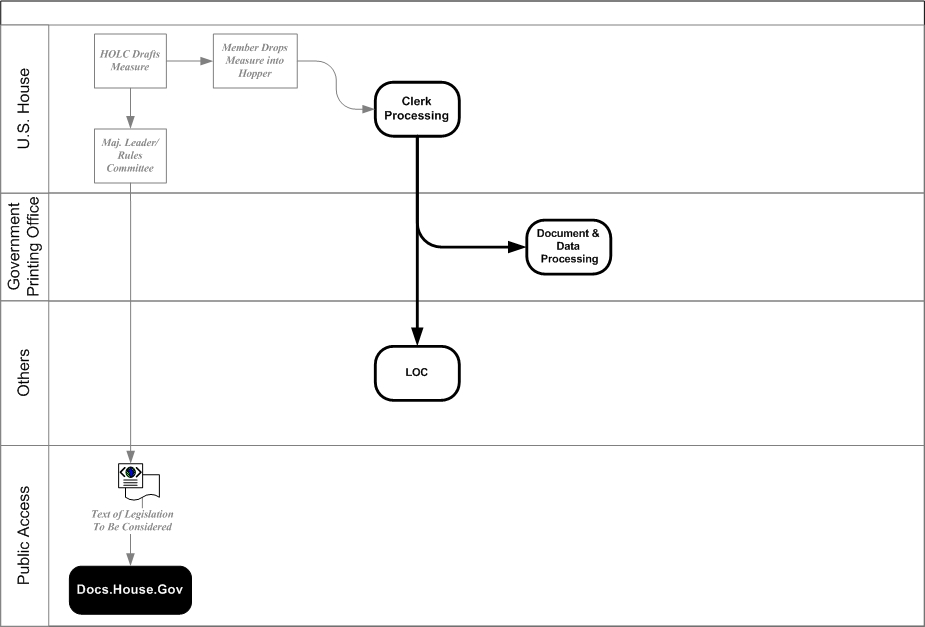 U.S. House
HOLC Drafts
Measure
Member Drops
Measure into
Hopper
Clerk
Processing
Maj. Leader/
Rules
Committee
Government
Printing Office
Document &
Data
Processing
Others
LOC
Public Access
Text of Legislation
To Be Considered
Docs.House.Gov